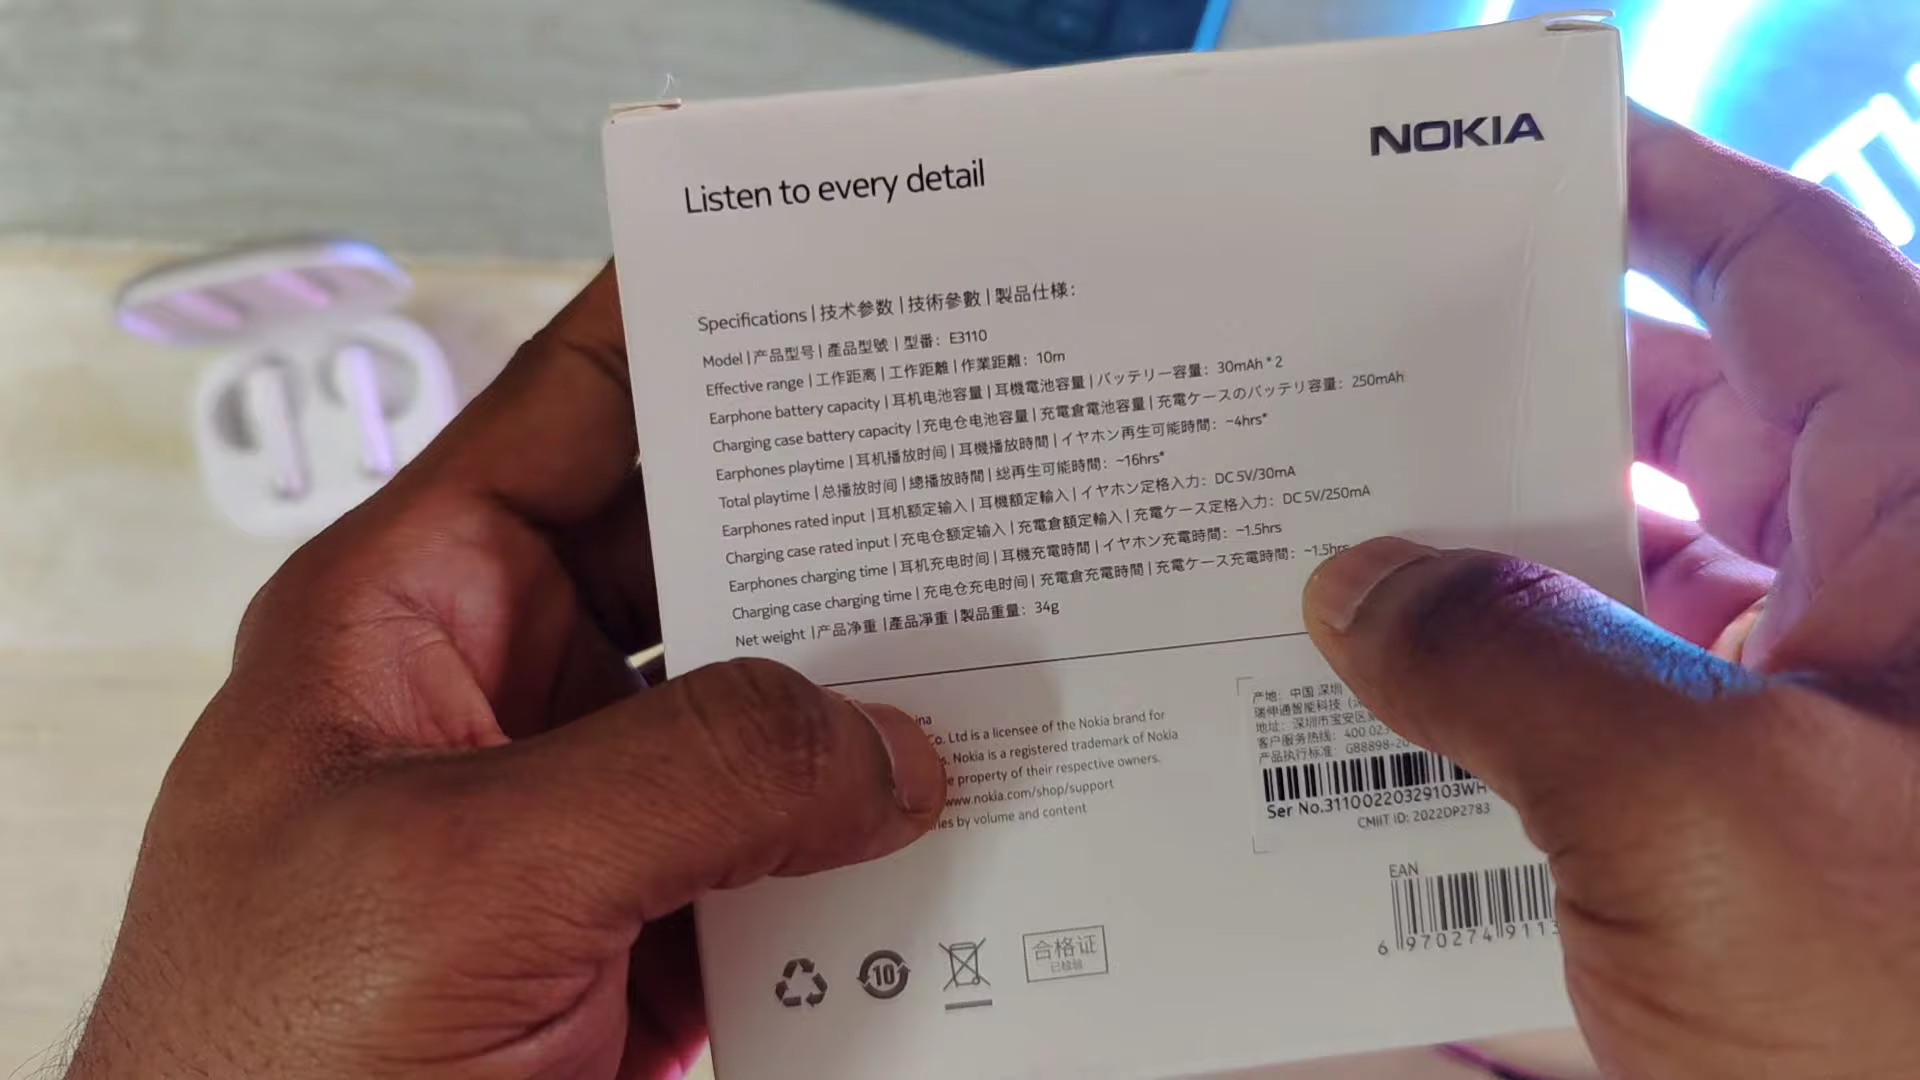 NOKIA
Listen to every detail
Specifications | 技术参数 | 技術參數 | 製品仕様：
Model | 产品型号 | 產品型號 | 型番： E3110
Effective range | 工作距离 | 工作距離 | 作業距離： 10m
Earphone battery capacity | 耳机电池容量 | 耳機電池容量 | バッテリー容量： 30mAh * 2
Charging case battery capacity | 充电仓电池容量 | 充電倉電池容量 | 充電ケースのバッテリ容量： 250mAh
Earphones playtime | 耳机播放时间 | 耳機播放時間 | イヤホン再生可能時間： ~4hrs*
Total playtime | 总播放时间 | 總播放時間 | 総再生可能時間： ~16hrs*
Earphones rated input | 耳机额定输入 | 耳機額定輸入 | イヤホン定格入力： DC 5V/30mA
Charging case rated input | 充电仓额定输入 | 充電倉額定輸入 | 充電ケース定格入力： DC 5V/250mA
Earphones charging time | 耳机充电时间 | 耳機充電時間 | イヤホン充電時間： ~1.5hrs
Charging case charging time | 充电仓充电时间 | 充電倉充電時間 | 充電ケース充電時間： ~1.5hrs
Net weight | 产品净重 | 產品淨重 | 製品重量： 34g
Co. Ltd is a licensee of the Nokia brand for
Nokia is a registered trademark of Nokia
property of their respective owners.
www.nokia.com/shop/support
by volume and content
产地： 中国 深圳
瑞伸通智能科技
地址： 深圳市宝安区
客户服务热线： 400
产品执行标准： GB8898-
Ser No.31100220329103WH
CMIIT ID: 2022DP2783
EAN
6 970274 9113
10
合格证
已检验